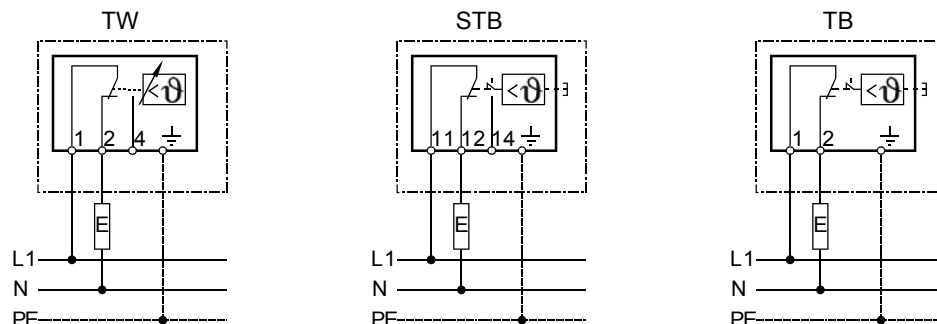 TW STB TB
<ϑ <ϑ <ϑ
1 2 4 11 12 14 1 2
E E E
L1 L1 L1
N N N
PE PE PE